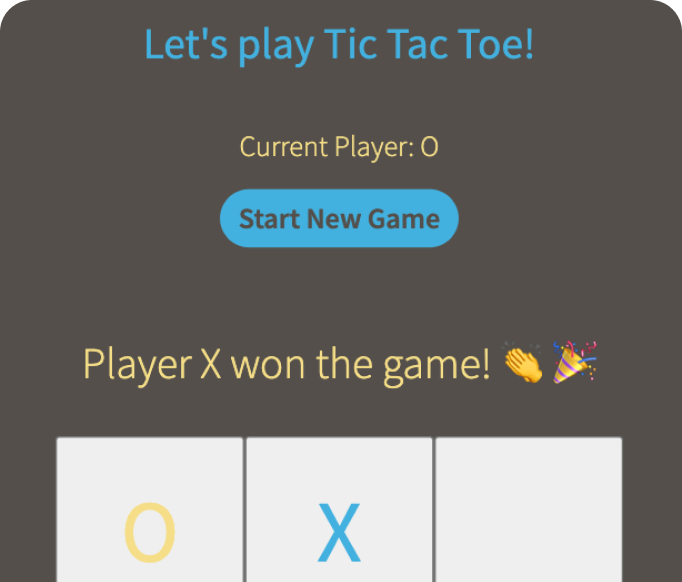 Let's play Tic Tac Toe!
Current Player: O
Start New Game
Player X won the game! 👏 🎉
O X